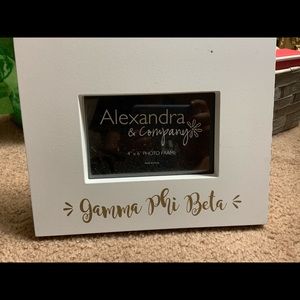 Alexandra
& Company
4" x 6" PHOTO FRAME
Gamma Phi Beta